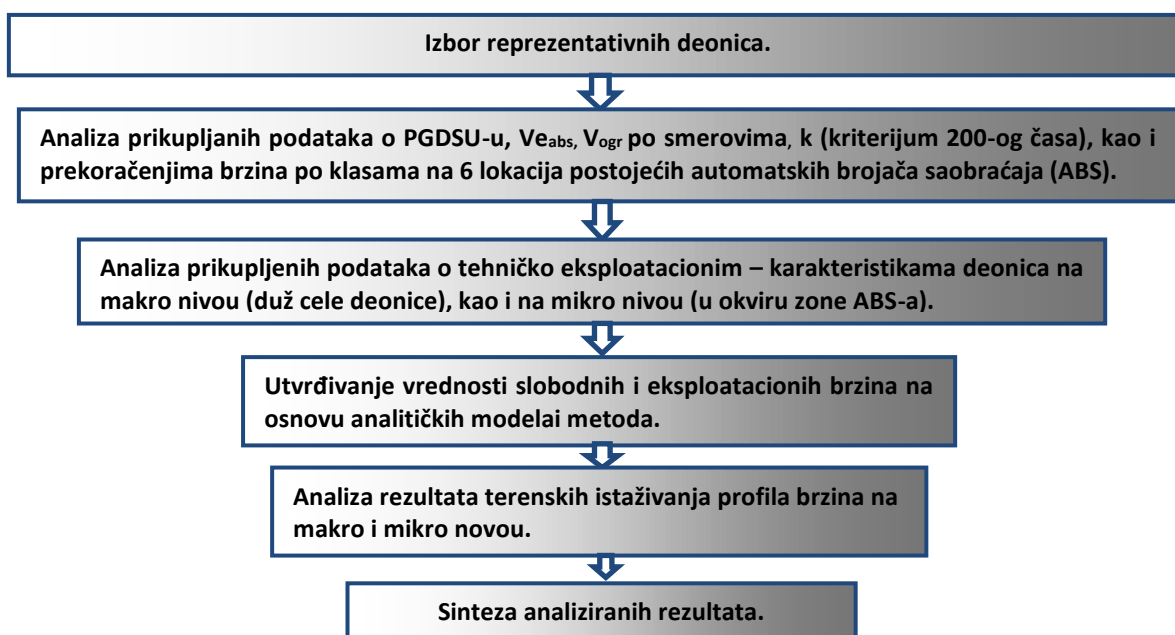 Izbor reprezentativnih deonica.
Analiza prikupljanih podataka o PGDSU-u, Veabs, Vogr po smerovima, k (kriterijum 200-og časa), kao i
prekoračenjima brzina po klasama na 6 lokacija postojećih automatskih brojača saobraćaja (ABS).
Analiza prikupljenih podataka o tehničko eksploatacionim – karakteristikama deonica na
makro nivou (duž cele deonice), kao i na mikro nivou (u okviru zone ABS-a).
Utvrđivanje vrednosti slobodnih i eksploatacionih brzina na
osnovu analitičkih modelai metoda.
Analiza rezultata terenskih istaživanja profila brzina na
makro i mikro novou.
Sinteza analiziranih rezultata.